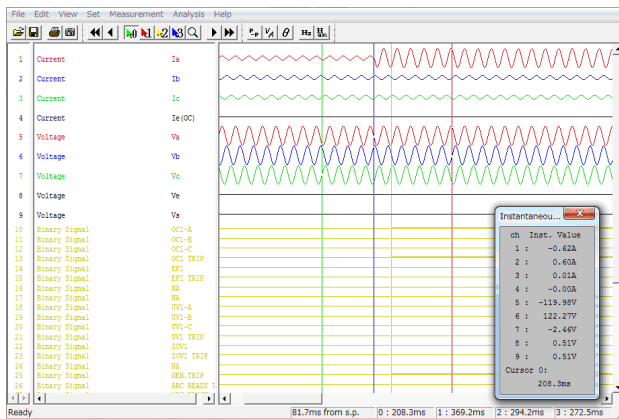 File Edit View Set Measurement Analysis Help
0 1 2 3 P-P V/A θ Hz
1 Current Ia
2 Current Ib
3 Current Ic
4 Current Ie(OC)
5 Voltage Va
6 Voltage Vb
7 Voltage Vc
8 Voltage Ve
9 Voltage Vs
10 Binary Signal OC1-A
11 Binary Signal OC1-B
12 Binary Signal OC1-C
13 Binary Signal OC1 TRIP
14 Binary Signal EF1
15 Binary Signal EF1 TRIP
16 Binary Signal NA
17 Binary Signal NA
18 Binary Signal UV1-A
19 Binary Signal UV1-B
20 Binary Signal UV1-C
21 Binary Signal UV1 TRIP
22 Binary Signal ZOV1
23 Binary Signal ZOV1 TRIP
24 Binary Signal NA
25 Binary Signal GEN.TRIP
26 Binary Signal ARC READY T
Instantaneou...
ch Inst. Value
1 : -0.62A
2 : 0.60A
3 : 0.01A
4 : -0.00A
5 : -119.98V
6 : 122.27V
7 : -2.46V
8 : 0.51V
9 : 0.51V
Cursor 0:
208.3ms
Ready 81.7ms from s.p. 0 : 208.3ms 1 : 369.2ms 2 : 294.2ms 3 : 272.5ms